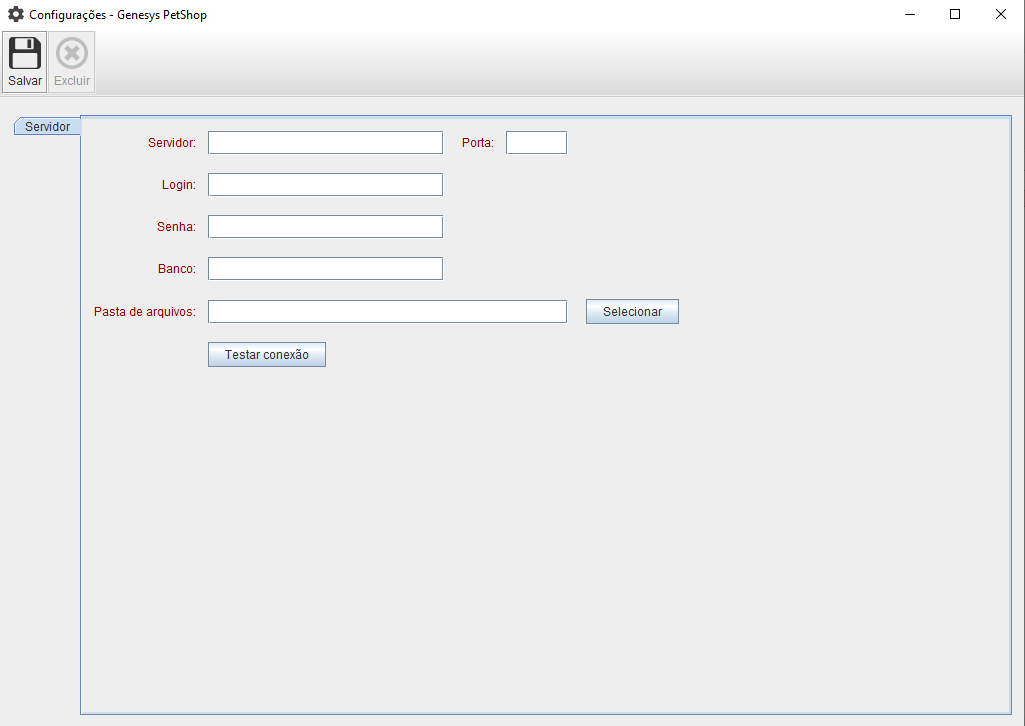 Configurações - Genesys PetShop
Salvar Excluir
Servidor
Servidor: Porta:
Login:
Senha:
Banco:
Pasta de arquivos: Selecionar
Testar conexão